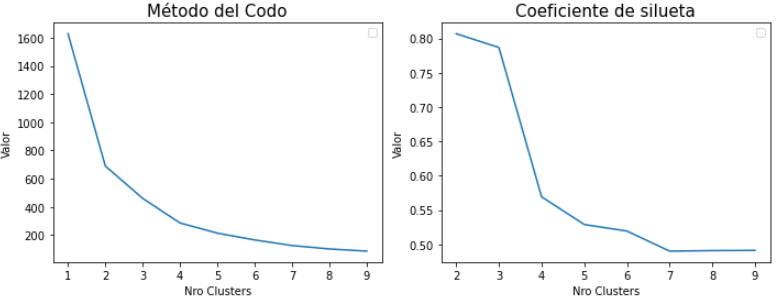 Método del Codo
1600
1400
1200
1000
800
600
400
200
Valor
1 2 3 4 5 6 7 8 9
Nro Clusters
Coeficiente de silueta
0.80
0.75
0.70
0.65
0.60
0.55
0.50
Valor
2 3 4 5 6 7 8 9
Nro Clusters